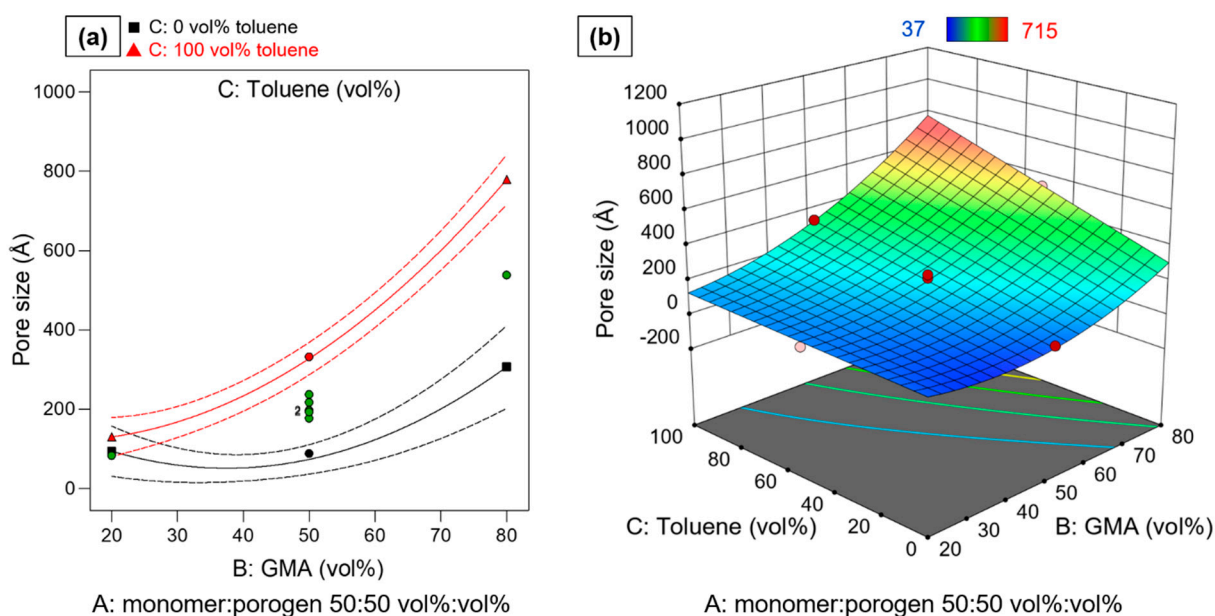 (a)
C: 0 vol% toluene
C: 100 vol% toluene
C: Toluene (vol%)
1000
800
600
400
200
0
Pore size (Å)
2
20 30 40 50 60 70 80
B: GMA (vol%)
A: monomer:porogen 50:50 vol%:vol%
(b)
37 715
1200
1000
800
600
400
200
0
-200
Pore size (Å)
100 80 60 40 20 0
C: Toluene (vol%)
20 30 40 50 60 70 80
B: GMA (vol%)
A: monomer:porogen 50:50 vol%:vol%